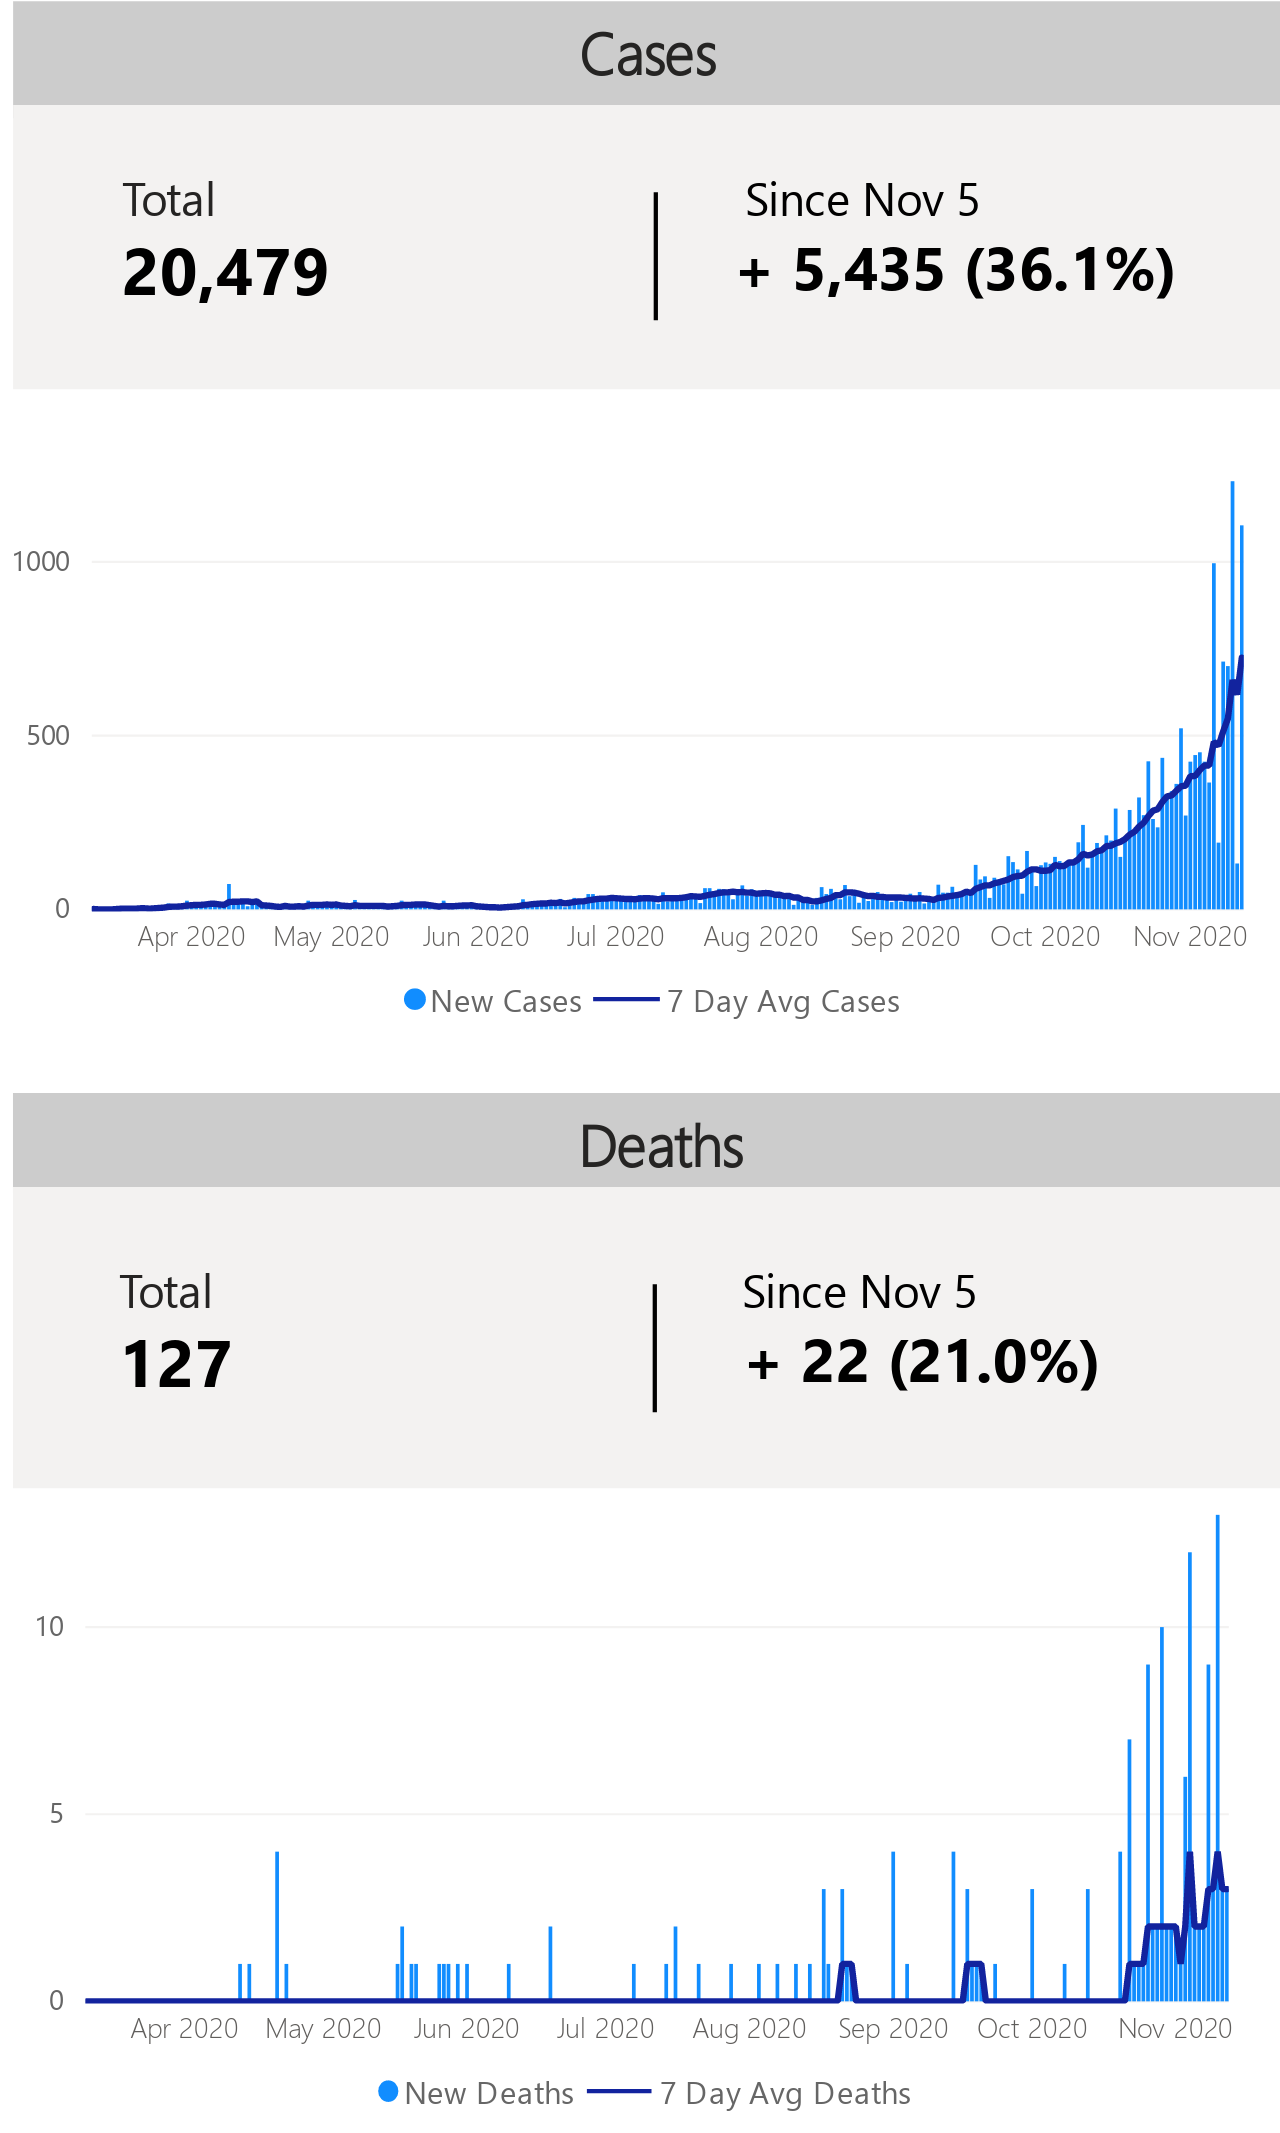 Cases
Total
Since Nov 5
20,479
+ 5,435 (36.1%)
1000
500
0
Apr 2020 May 2020 Jun 2020 Jul 2020 Aug 2020 Sep 2020 Oct 2020 Nov 2020
New Cases 7 Day Avg Cases
Deaths
Total
Since Nov 5
127
+ 22 (21.0%)
10
5
0
Apr 2020 May 2020 Jun 2020 Jul 2020 Aug 2020 Sep 2020 Oct 2020 Nov 2020
New Deaths 7 Day Avg Deaths